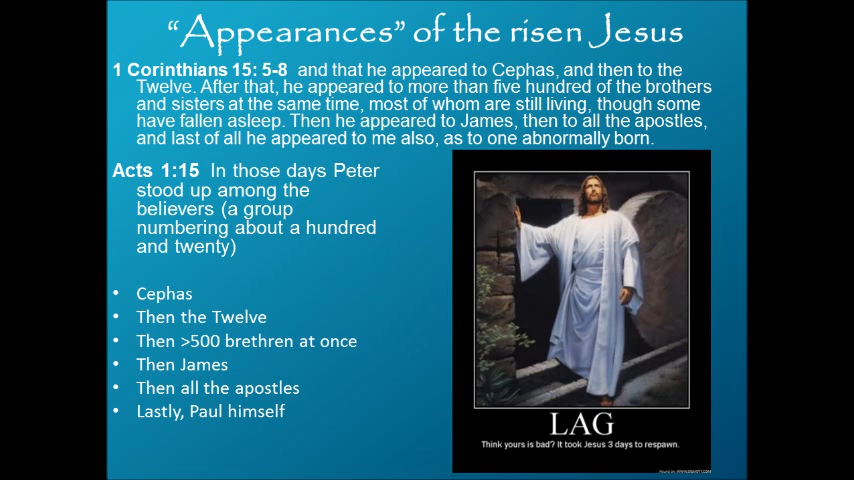 “Appearances” of the risen Jesus
1 Corinthians 15: 5-8 and that he appeared to Cephas, and then to the
Twelve. After that, he appeared to more than five hundred of the brothers
and sisters at the same time, most of whom are still living, though some
have fallen asleep. Then he appeared to James, then to all the apostles,
and last of all he appeared to me also, as to one abnormally born.
Acts 1:15 In those days Peter
stood up among the
believers (a group
numbering about a hundred
and twenty)
• Cephas
• Then the Twelve
• Then >500 brethren at once
• Then James
• Then all the apostles
• Lastly, Paul himself
LAG
Think yours is bad? It took Jesus 3 days to respawn.